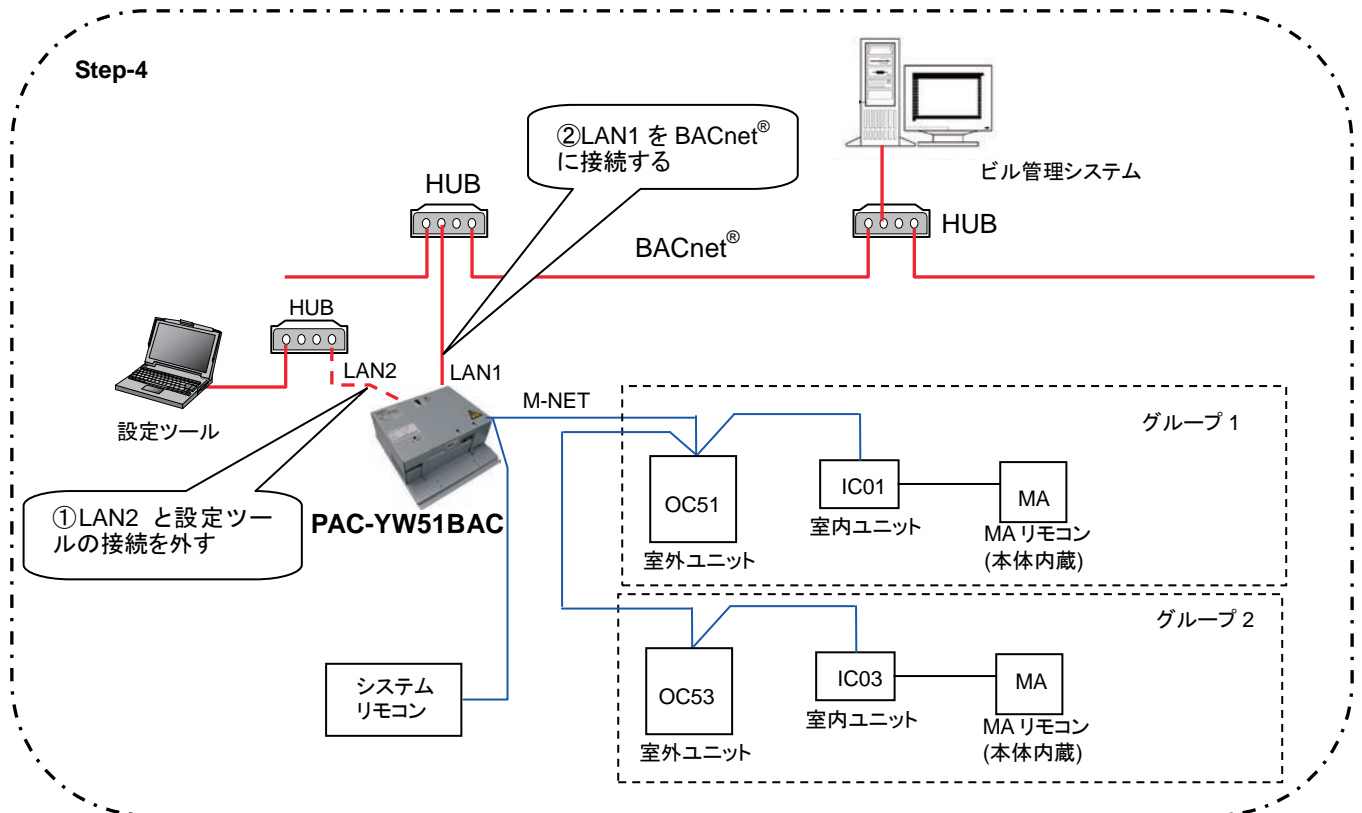 Step-4
②LAN1 を BACnet®
に接続する
ビル管理システム
HUB
HUB
BACnet®
HUB
LAN2
LAN1
設定ツール
M-NET
①LAN2 と設定ツー
ルの接続を外す
PAC-YW51BAC
グループ 1
OC51
室外ユニット
IC01
室内ユニット
MA
MA リモコン
(本体内蔵)
グループ 2
OC53
室外ユニット
IC03
室内ユニット
MA
MA リモコン
(本体内蔵)
システム
リモコン